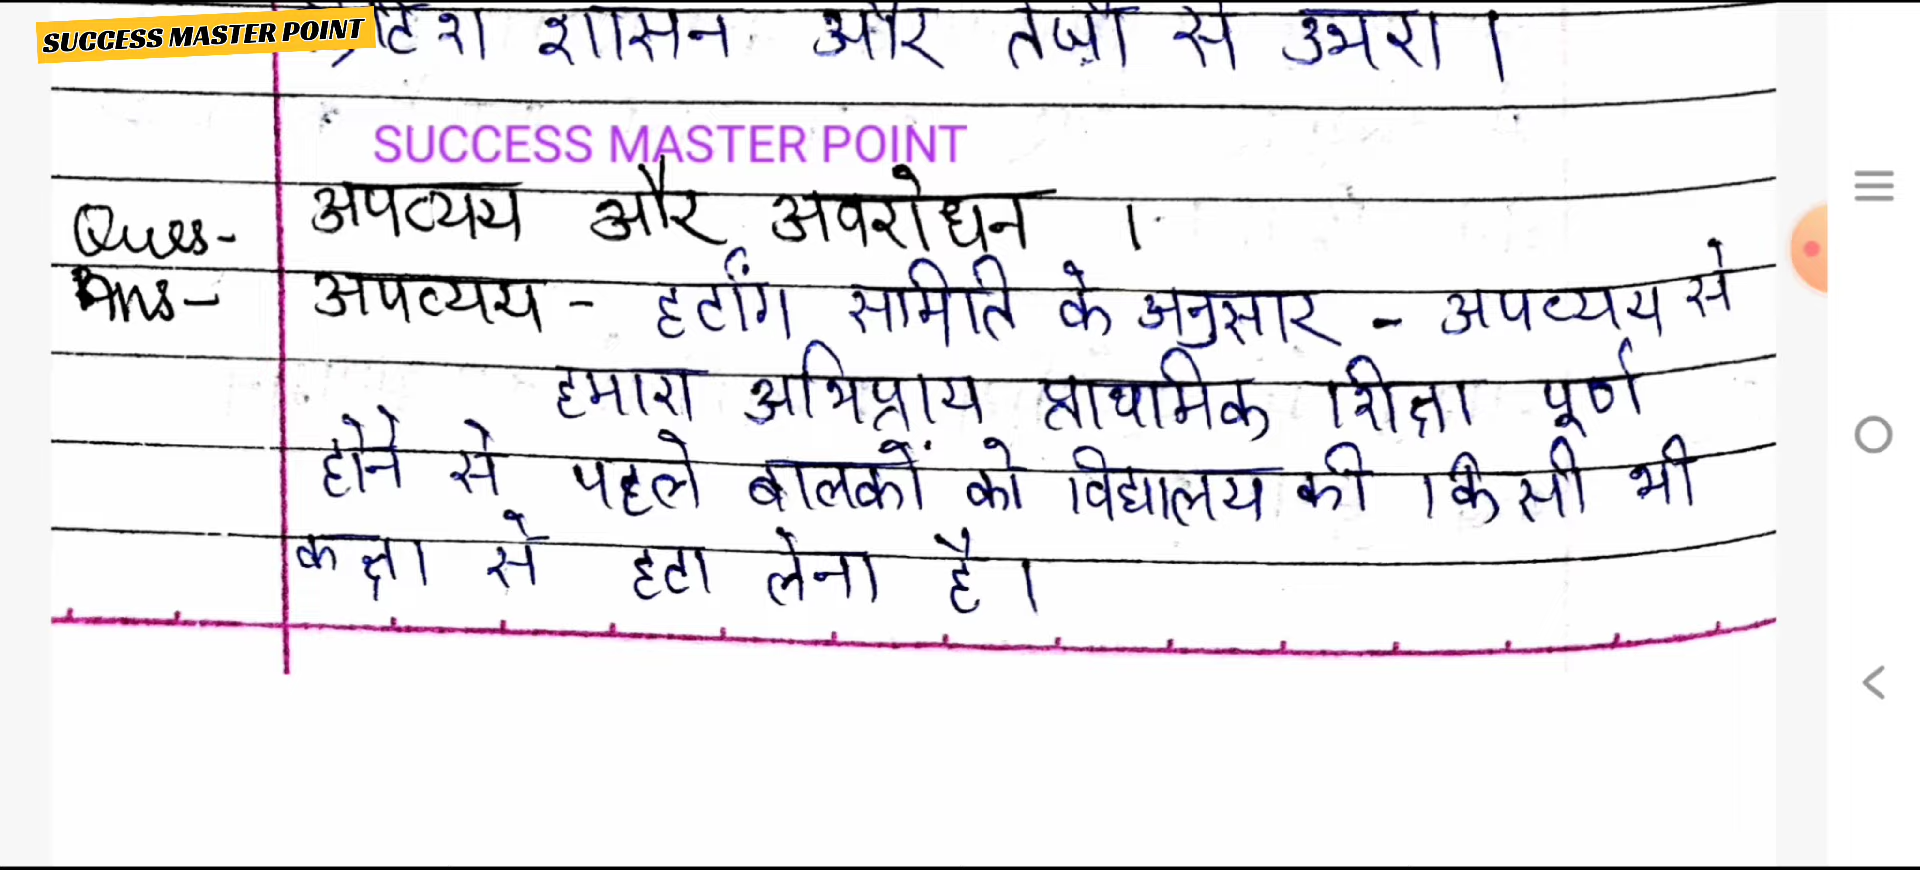 SUCCESS MASTER POINT
शासन और तेज़ी से उभरा ।
SUCCESS MASTER POINT
Ques- अपव्यय और अवरोधन ।
Ans- अपव्यय - हर्टांग समिति के अनुसार - अपव्यय से
हमारा अभिप्राय प्राथमिक शिक्षा पूर्ण
होने से पहले बालकों को विद्यालय की किसी भी
कक्षा से हटा लेना है ।